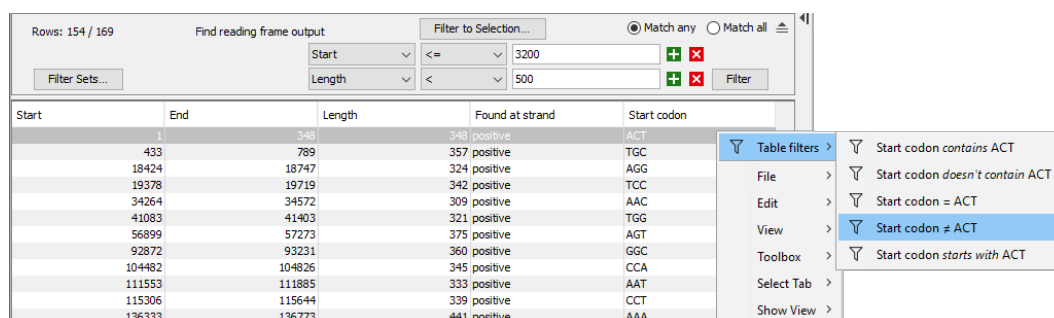 Rows: 154 / 169 Find reading frame output Filter to Selection... Match any Match all
Start <= 3200
Filter Sets... Length < 500 Filter
Start End Length Found at strand Start codon
1 348 348 positive ACT
433 789 357 positive TGC
18424 18747 324 positive AGG
19378 19719 342 positive TCC
34264 34572 309 positive AAC
41083 41403 321 positive TGG
56899 57273 375 positive AGT
92872 93231 360 positive GGC
104482 104826 345 positive CCA
111553 111885 333 positive AAT
115306 115644 339 positive CCT
136333 136773 441 positive AAA
Table filters >
File >
Edit >
View >
Toolbox >
Select Tab >
Show View >
Start codon contains ACT
Start codon doesn't contain ACT
Start codon = ACT
Start codon ≠ ACT
Start codon starts with ACT